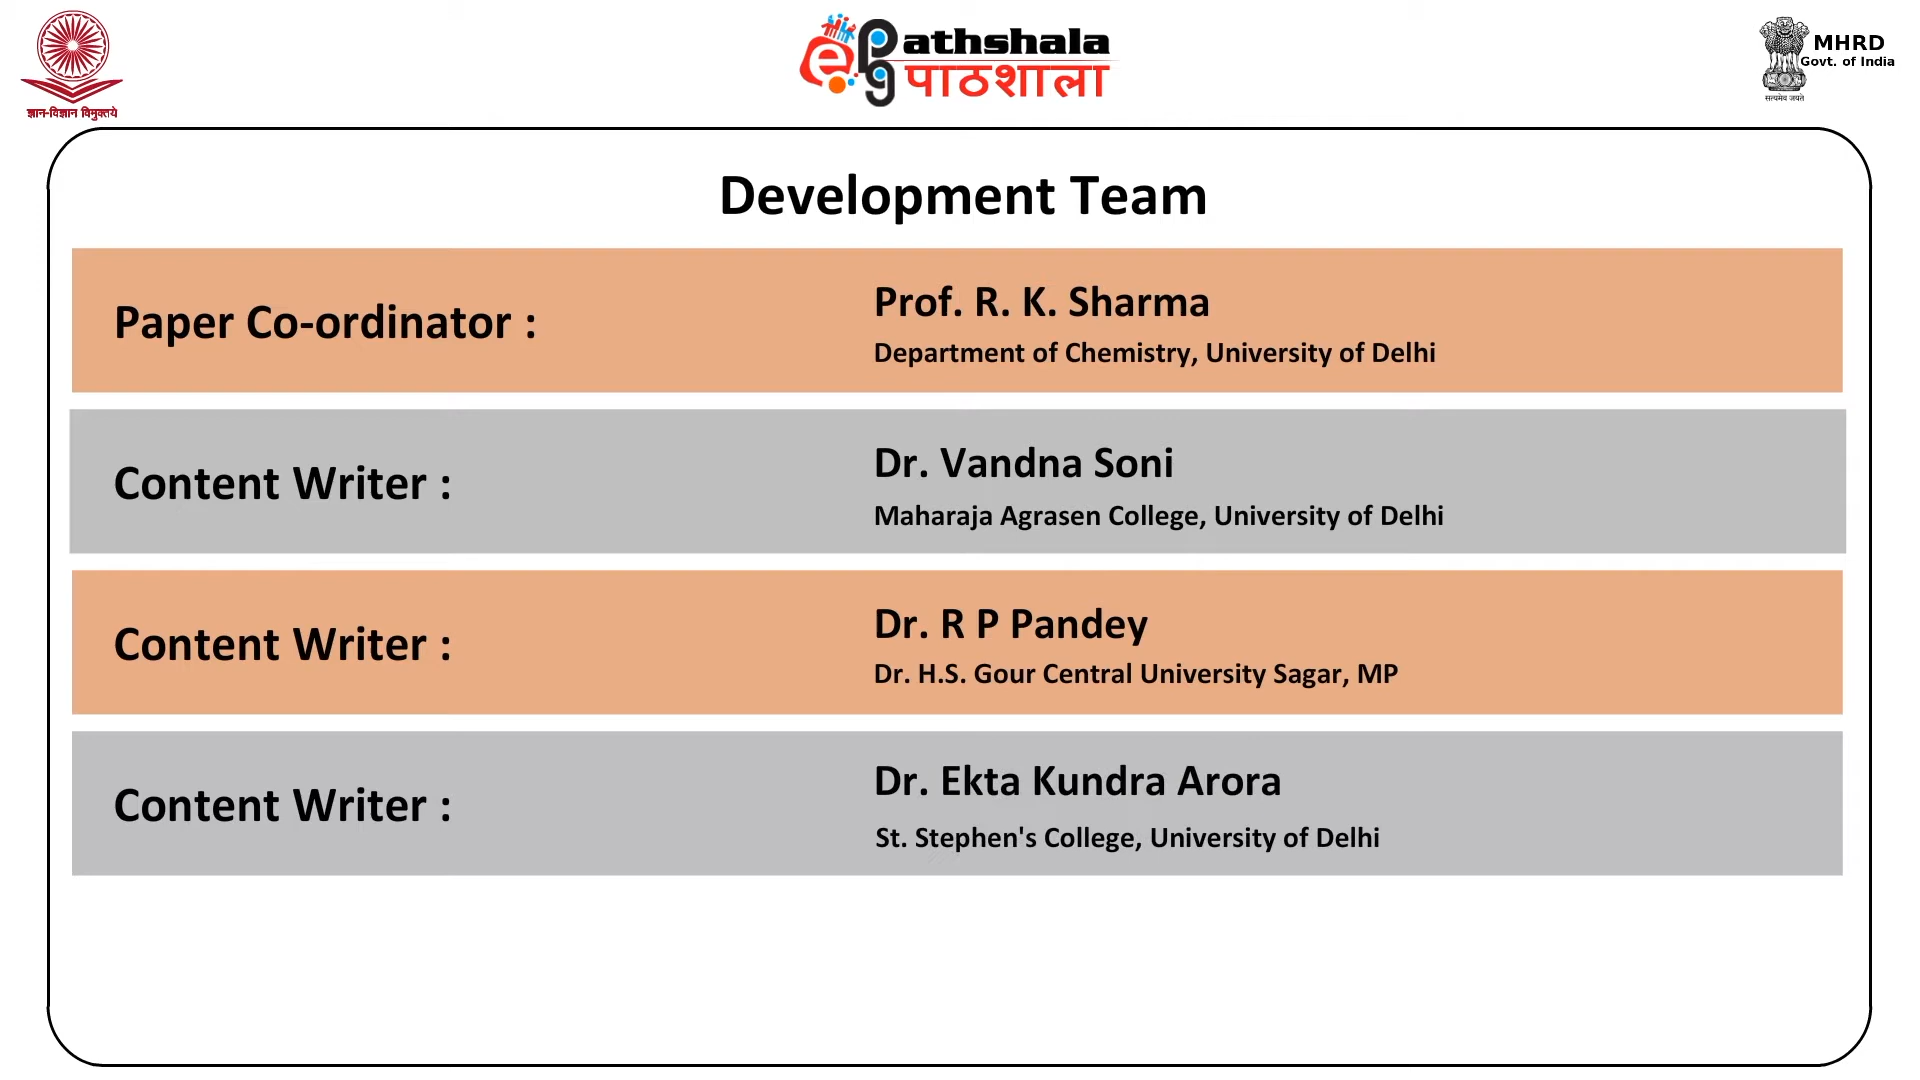 ज्ञान-विज्ञान विमुक्तये
e Pg athshala
पाठशाला
MHRD
Govt. of India
सत्यमेव जयते
Development Team
Paper Co-ordinator :
Prof. R. K. Sharma
Department of Chemistry, University of Delhi
Content Writer :
Dr. Vandna Soni
Maharaja Agrasen College, University of Delhi
Content Writer :
Dr. R P Pandey
Dr. H.S. Gour Central University Sagar, MP
Content Writer :
Dr. Ekta Kundra Arora
St. Stephen's College, University of Delhi